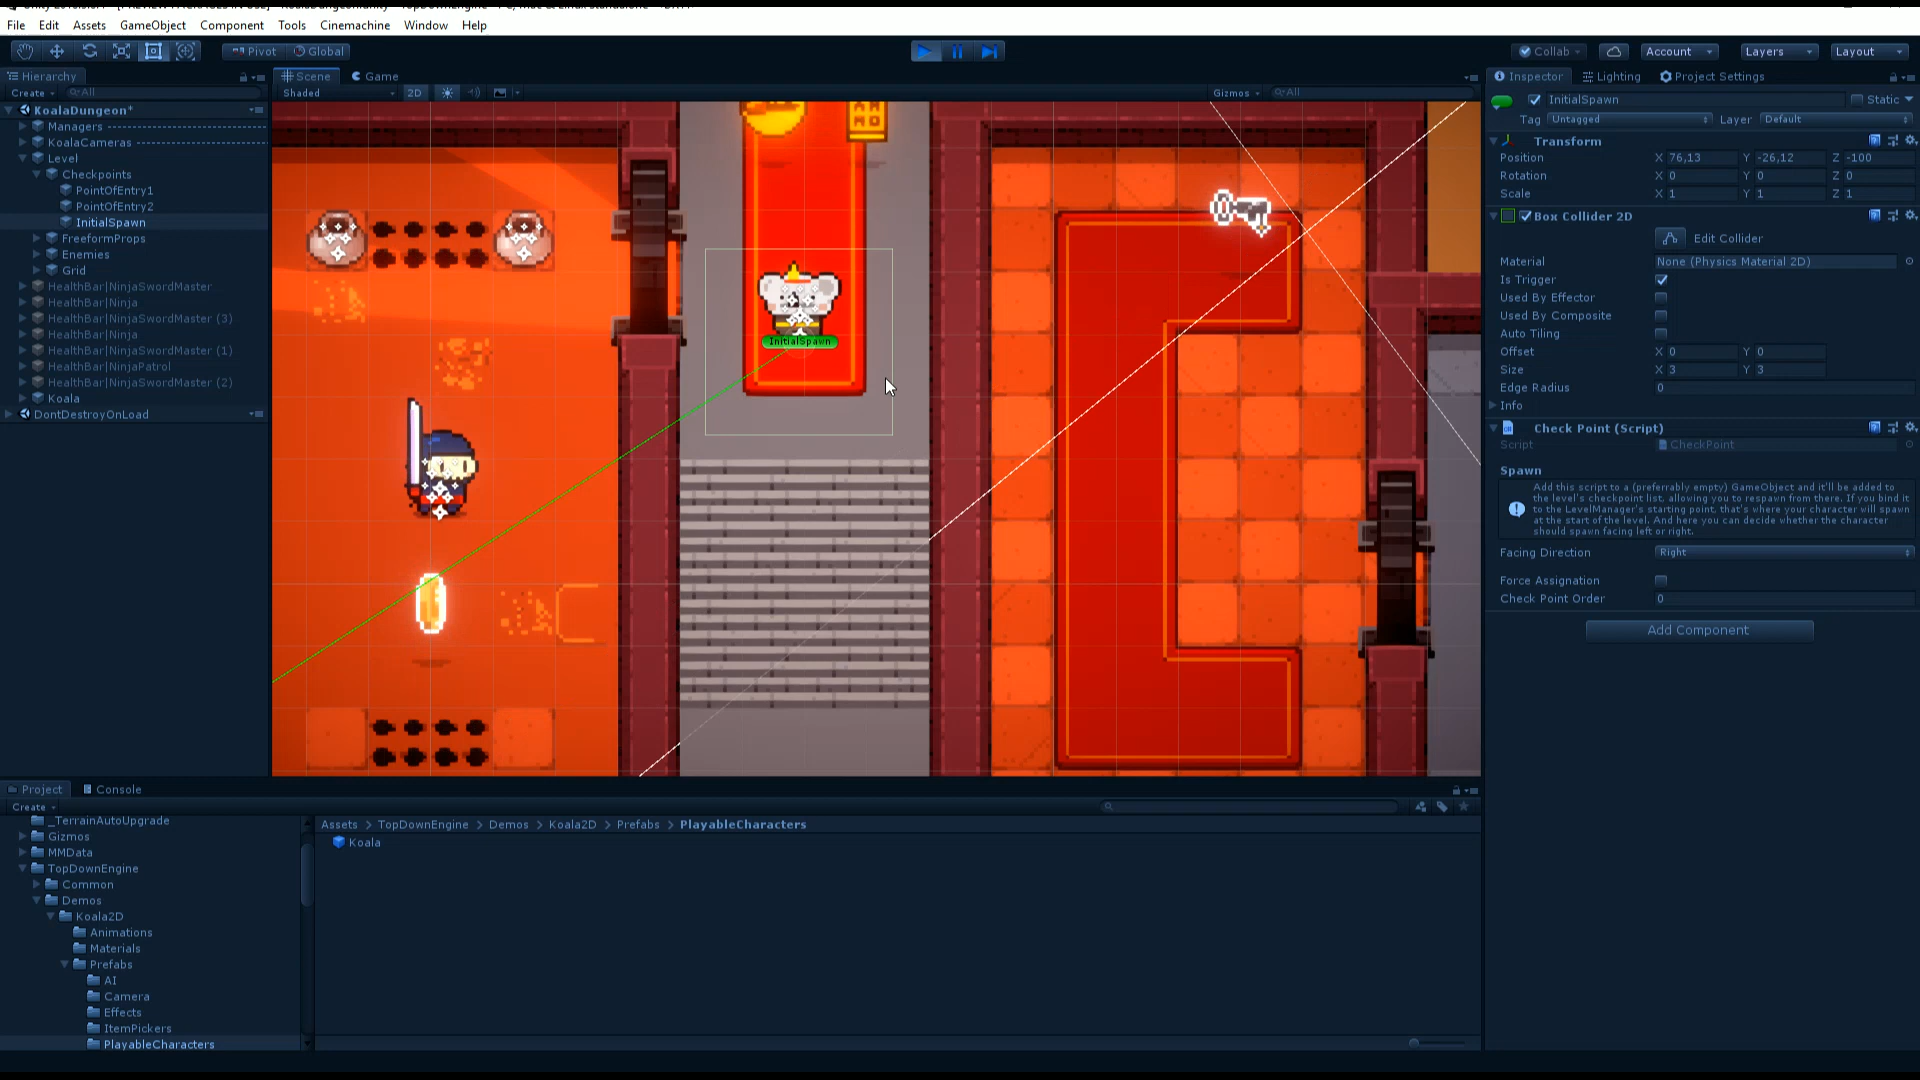 File Edit Assets GameObject Component Tools Cinemachine Window Help
Pivot Global
Collab Account Layers Layout
Hierarchy
Create All
KoalaDungeon*
Managers
KoalaCameras
Level
Checkpoints
PointOfEntry1
PointOfEntry2
InitialSpawn
FreeformProps
Enemies
Grid
HealthBar|NinjaSwordMaster
HealthBar|Ninja
HealthBar|NinjaSwordMaster (3)
HealthBar|Ninja
HealthBar|NinjaSwordMaster (1)
HealthBar|NinjaPatrol
HealthBar|NinjaSwordMaster (2)
Koala
DontDestroyOnLoad
Scene Game
Shaded 2D Gizmos All
InitialSpawn
Inspector Lighting Project Settings
InitialSpawn Static
Tag Untagged Layer Default
Transform
Position X 76,13 Y -26,12 Z -100
Rotation X 0 Y 0 Z 0
Scale X 1 Y 1 Z 1
Box Collider 2D
Edit Collider
Material None (Physics Material 2D)
Is Trigger
Used By Effector
Used By Composite
Auto Tiling
Offset X 0 Y 0
Size X 3 Y 3
Edge Radius 0
Info
Check Point (Script)
Script CheckPoint
Spawn
Add this script to a (preferrably empty) GameObject and it'll be added
to the level's checkpoint list, allowing you to respawn from there. If you bind it
to the LevelManager's starting point, that's where your character will spawn
at the start of the level. And here you can decide whether the character
should spawn facing left or right.
Facing Direction Right
Force Assignation
Check Point Order 0
Add Component
Project Console
Create
_TerrainAutoUpgrade
Gizmos
MMData
TopDownEngine
Common
Demos
Koala2D
Animations
Materials
Prefabs
AI
Camera
Effects
ItemPickers
PlayableCharacters
Assets > TopDownEngine > Demos > Koala2D > Prefabs > PlayableCharacters
Koala